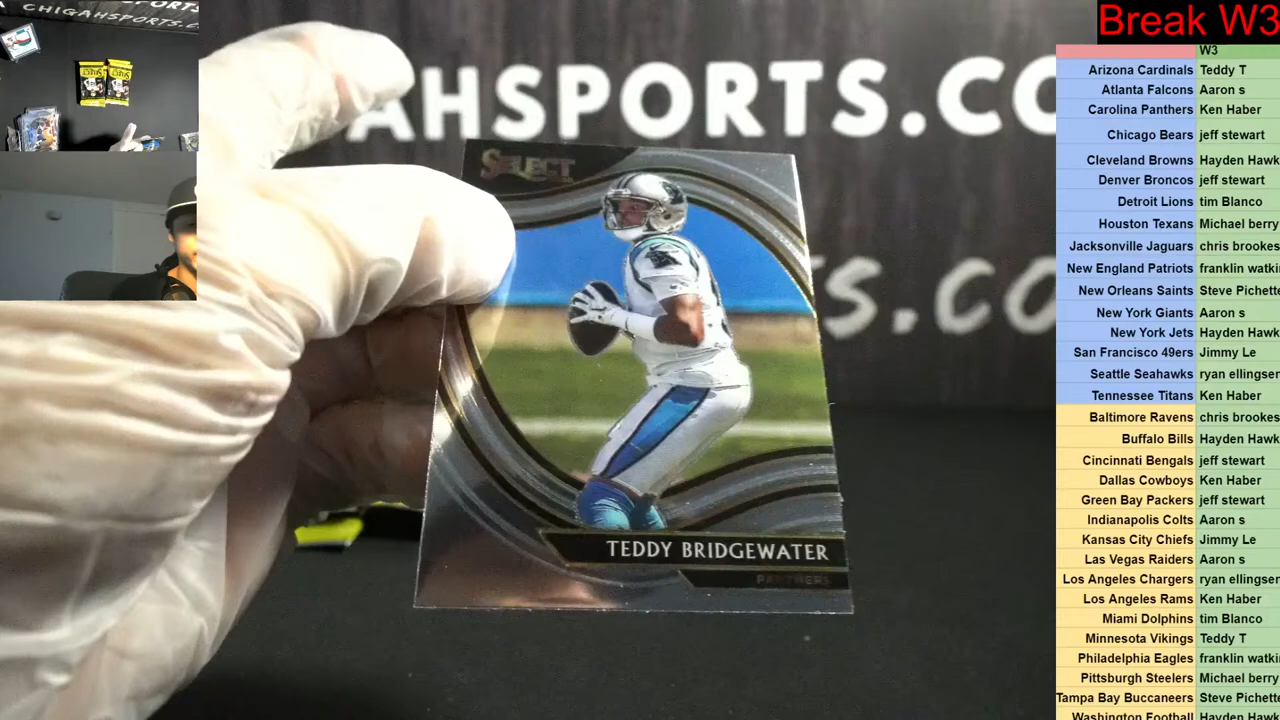 CHIGAHSPORTS.C
Break W3
AHSPORTS.CO
S.CO
SELECT
TEDDY BRIDGEWATER
PANTHERS
W3
Arizona Cardinals Teddy T
Atlanta Falcons Aaron s
Carolina Panthers Ken Haber
Chicago Bears jeff stewart
Cleveland Browns Hayden Hawk
Denver Broncos jeff stewart
Detroit Lions tim Blanco
Houston Texans Michael berry
Jacksonville Jaguars chris brookes
New England Patriots franklin watki
New Orleans Saints Steve Pichette
New York Giants Aaron s
New York Jets Hayden Hawk
San Francisco 49ers Jimmy Le
Seattle Seahawks ryan ellingsen
Tennessee Titans Ken Haber
Baltimore Ravens chris brookes
Buffalo Bills Hayden Hawk
Cincinnati Bengals jeff stewart
Dallas Cowboys Ken Haber
Green Bay Packers jeff stewart
Indianapolis Colts Aaron s
Kansas City Chiefs Jimmy Le
Las Vegas Raiders Aaron s
Los Angeles Chargers ryan ellingsen
Los Angeles Rams Ken Haber
Miami Dolphins tim Blanco
Minnesota Vikings Teddy T
Philadelphia Eagles franklin watki
Pittsburgh Steelers Michael berry
Tampa Bay Buccaneers Steve Pichette
Washington Football Hayden Hawk